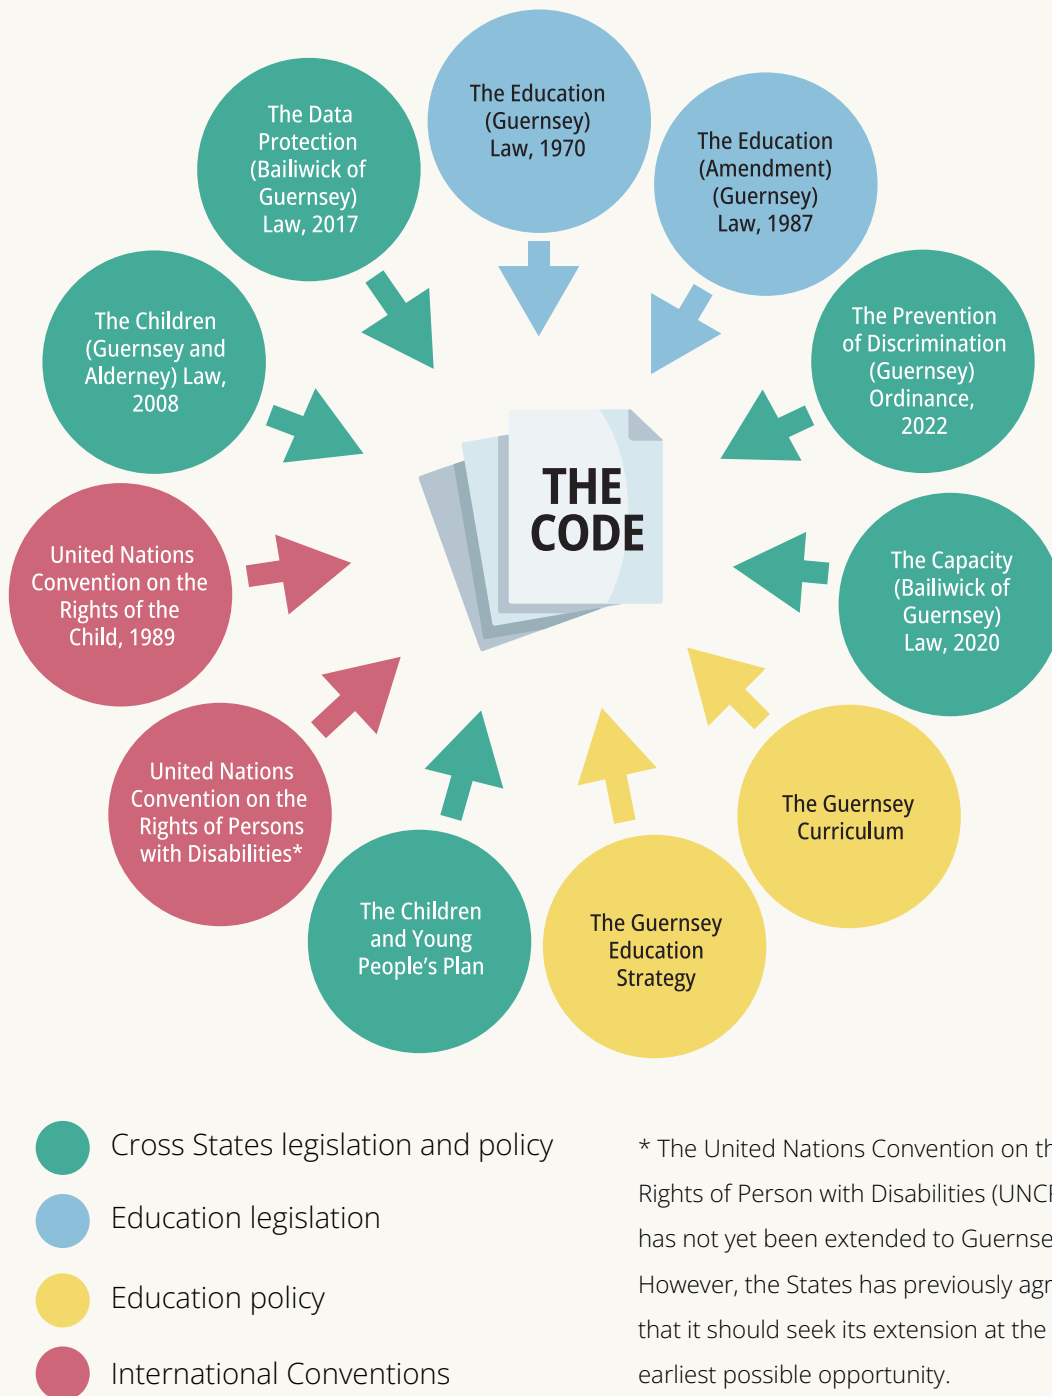 The Education
(Guernsey)
Law, 1970
The Education
(Amendment)
(Guernsey)
Law, 1987
The Prevention
of Discrimination
(Guernsey)
Ordinance,
2022
The Capacity
(Bailiwick of
Guernsey)
Law, 2020
The Guernsey
Curriculum
The Guernsey
Education
Strategy
The Children
and Young
People's Plan
United Nations
Convention on the
Rights of Persons
with Disabilities*
United Nations
Convention on the
Rights of the
Child, 1989
The Children
(Guernsey and
Alderney) Law,
2008
The Data
Protection
(Bailiwick of
Guernsey)
Law, 2017
THE
CODE
Cross States legislation and policy
Education legislation
Education policy
International Conventions
* The United Nations Convention on
Rights of Person with Disabilities
has not yet been extended to
However, the States has previously
that it should seek its extension at the
earliest possible opportunity.